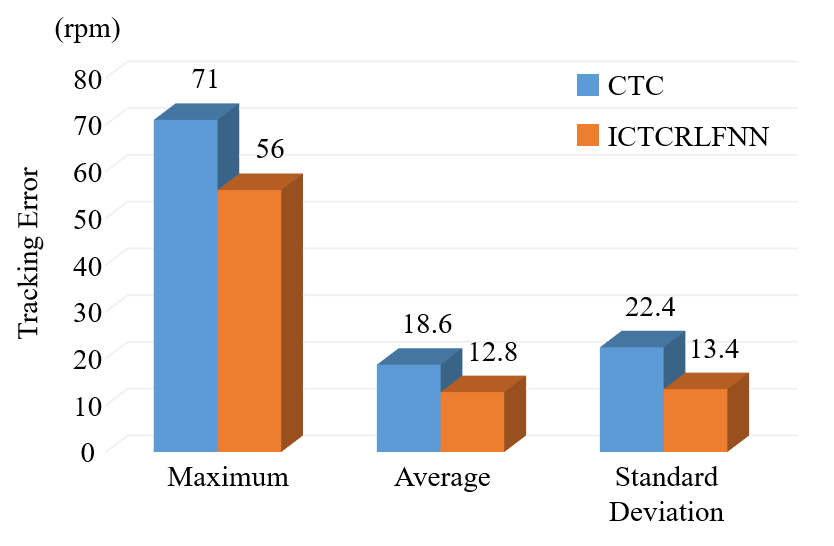 (rpm)
80
70
60
50
40
30
20
10
0
Tracking Error
71
56
18.6
12.8
22.4
13.4
CTC
ICTCRLFNN
Maximum
Average
Standard
Deviation